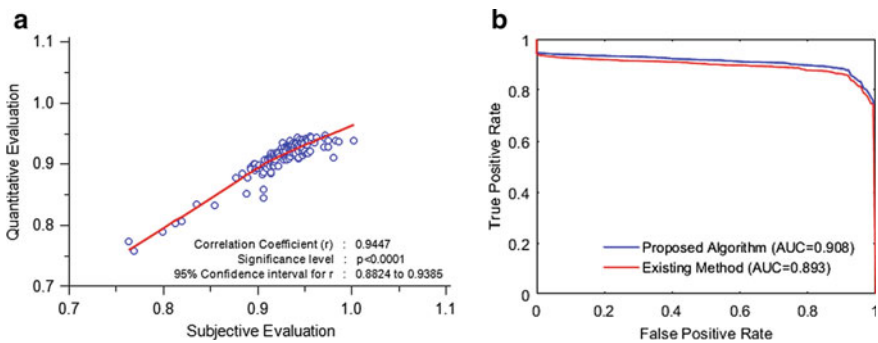 a
1.1
1.0
0.9
0.8
0.7
Quantitative Evaluation
Correlation Coefficient (r) : 0.9447
Significance level : p<0.0001
95% Confidence interval for r : 0.8824 to 0.9385
0.7 0.8 0.9 1.0 1.1
Subjective Evaluation
b
1
0.8
0.6
0.4
0.2
0
True Positive Rate
Proposed Algorithm (AUC=0.908)
Existing Method (AUC=0.893)
0 0.2 0.4 0.6 0.8 1
False Positive Rate